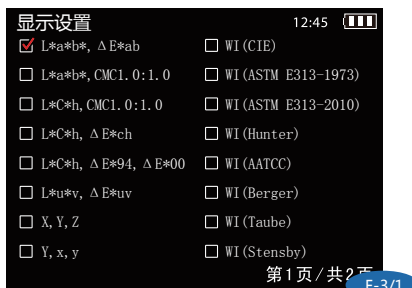 显示设置 12:45
L*a*b*, ΔE*ab WI(CIE)
L*a*b*,CMC1.0:1.0 WI(ASTM E313-1973)
L*C*h,CMC1.0:1.0 WI(ASTM E313-2010)
L*C*h, ΔE*ch WI(Hunter)
L*C*h, ΔE*94, ΔE*00 WI(AATCC)
L*u*v, ΔE*uv WI(Berger)
X,Y,Z WI(Taube)
Y,x,y WI(Stensby)
第1页/共2页
F-3/1